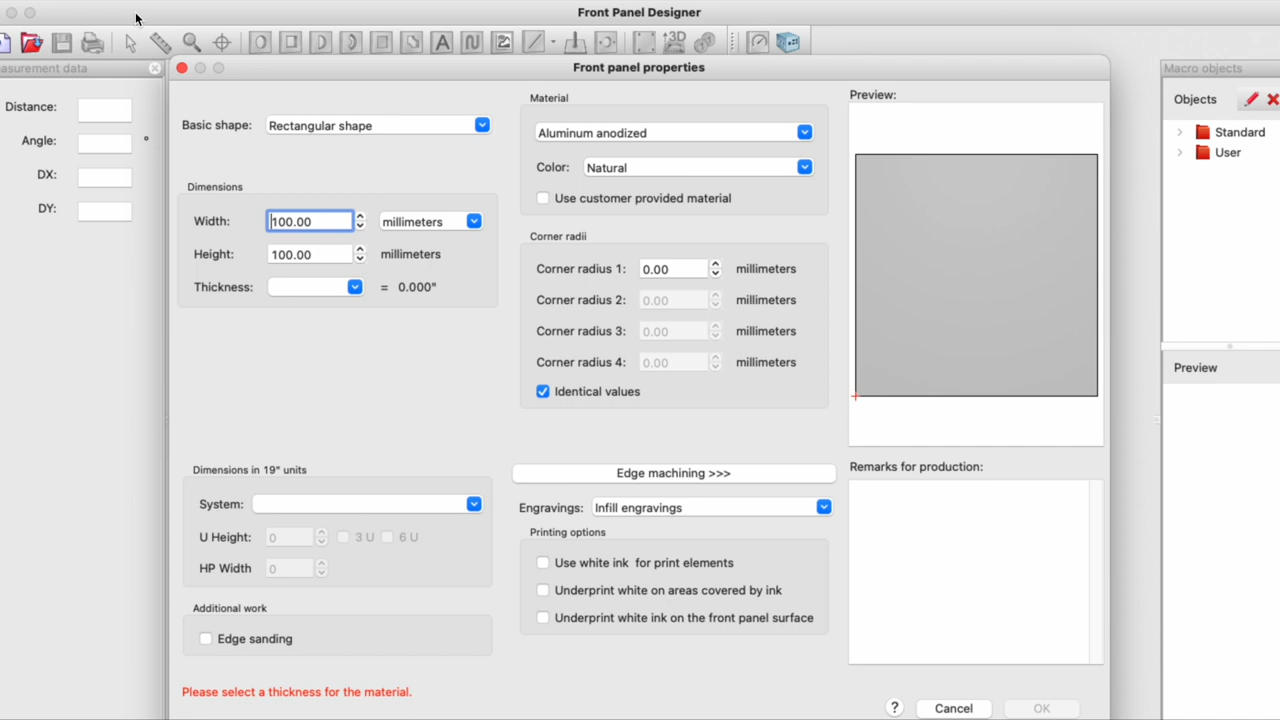 Front Panel Designer
A
3D
asurement data
Distance:
Angle:
°
DX:
DY:
Front panel properties
Basic shape:
Rectangular shape
Dimensions
Width:
100.00
millimeters
Height:
100.00
millimeters
Thickness:
= 0.000"
Dimensions in 19" units
System:
U Height:
0
3 U
6 U
HP Width
0
Additional work
Edge sanding
Please select a thickness for the material.
Material
Aluminum anodized
Color:
Natural
Use customer provided material
Corner radii
Corner radius 1:
0.00
millimeters
Corner radius 2:
0.00
millimeters
Corner radius 3:
0.00
millimeters
Corner radius 4:
0.00
millimeters
Identical values
Edge machining >>>
Engravings:
Infill engravings
Printing options
Use white ink for print elements
Underprint white on areas covered by ink
Underprint white ink on the front panel surface
Preview:
Remarks for production:
?
Cancel
OK
Macro objects
Objects
Standard
User
Preview